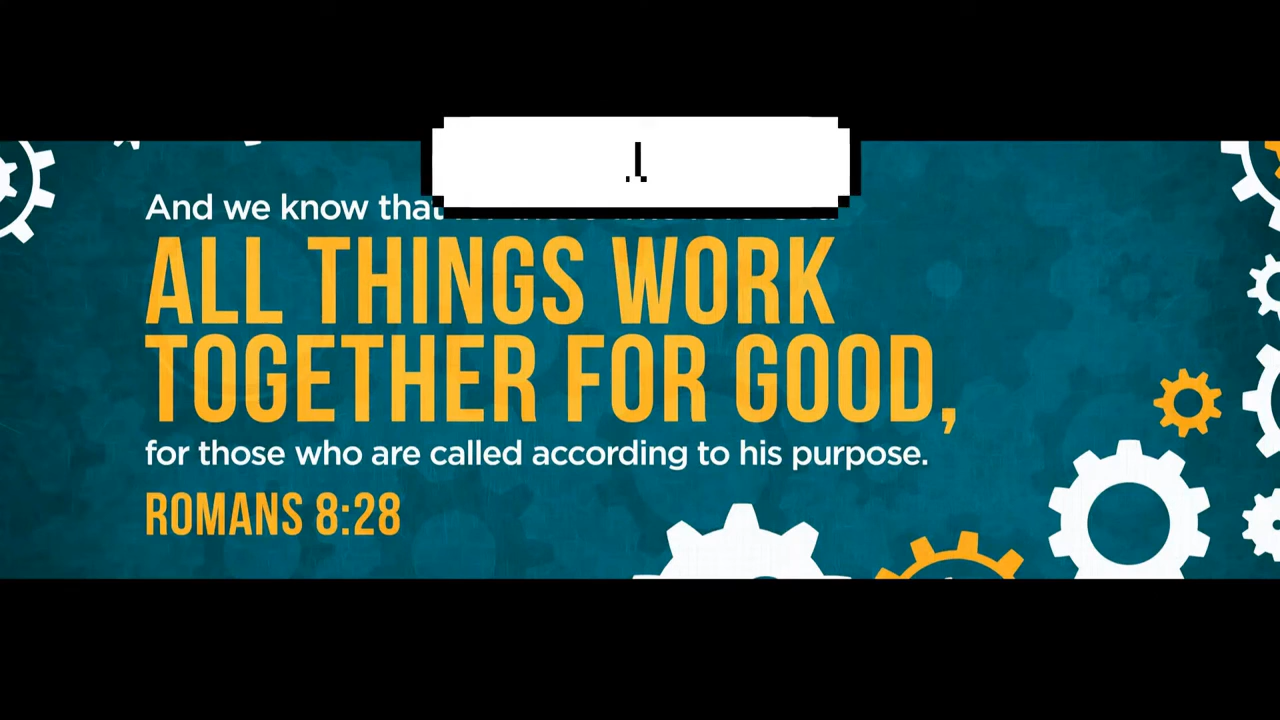 And we know that
ALL THINGS WORK
TOGETHER FOR GOOD,
for those who are called according to his purpose.
ROMANS 8:28